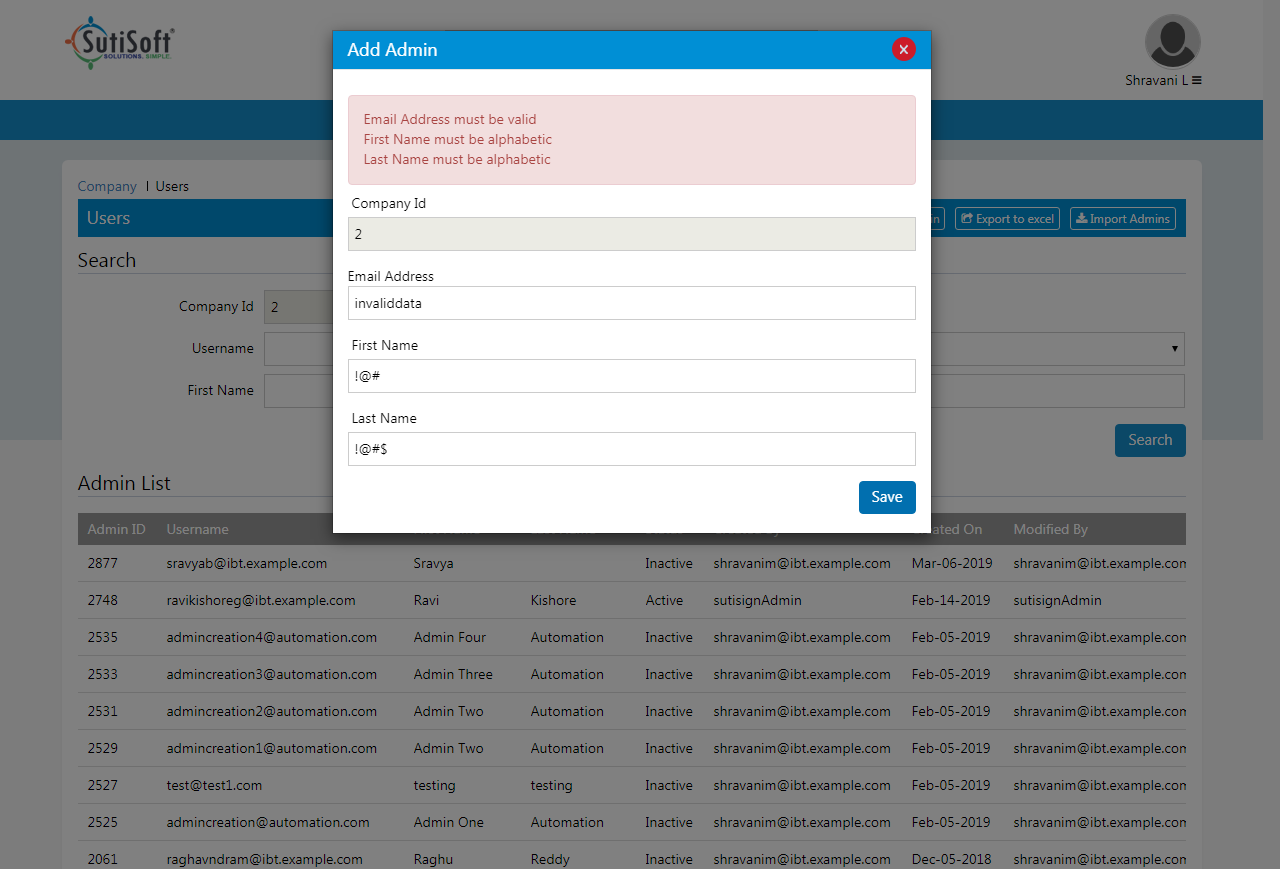 SutiSoft
SOLUTIONS. SIMPLE.
Shravani L
Add Admin
Email Address must be valid
First Name must be alphabetic
Last Name must be alphabetic
Company Id
2
Email Address
invaliddata
First Name
!@#
Last Name
!@#$
Save
Company | Users
Users
in Export to excel Import Admins
Search
Company Id 2
Username
First Name
Search
Admin List
Admin ID Username ated On Modified By
2877 sravyab@ibt.example.com Sravya Inactive shravanim@ibt.example.com Mar-06-2019 shravanim@ibt.example.com
2748 ravikishoreg@ibt.example.com Ravi Kishore Active sutisignAdmin Feb-14-2019 sutisignAdmin
2535 admincreation4@automation.com Admin Four Automation Inactive shravanim@ibt.example.com Feb-05-2019 shravanim@ibt.example.com
2533 admincreation3@automation.com Admin Three Automation Inactive shravanim@ibt.example.com Feb-05-2019 shravanim@ibt.example.com
2531 admincreation2@automation.com Admin Two Automation Inactive shravanim@ibt.example.com Feb-05-2019 shravanim@ibt.example.com
2529 admincreation1@automation.com Admin Two Automation Inactive shravanim@ibt.example.com Feb-05-2019 shravanim@ibt.example.com
2527 test@test1.com testing testing Inactive shravanim@ibt.example.com Feb-05-2019 shravanim@ibt.example.com
2525 admincreation@automation.com Admin One Automation Inactive shravanim@ibt.example.com Feb-05-2019 shravanim@ibt.example.com
2061 raghavndram@ibt.example.com Raghu Reddy Inactive shravanim@ibt.example.com Dec-05-2018 shravanim@ibt.example.com